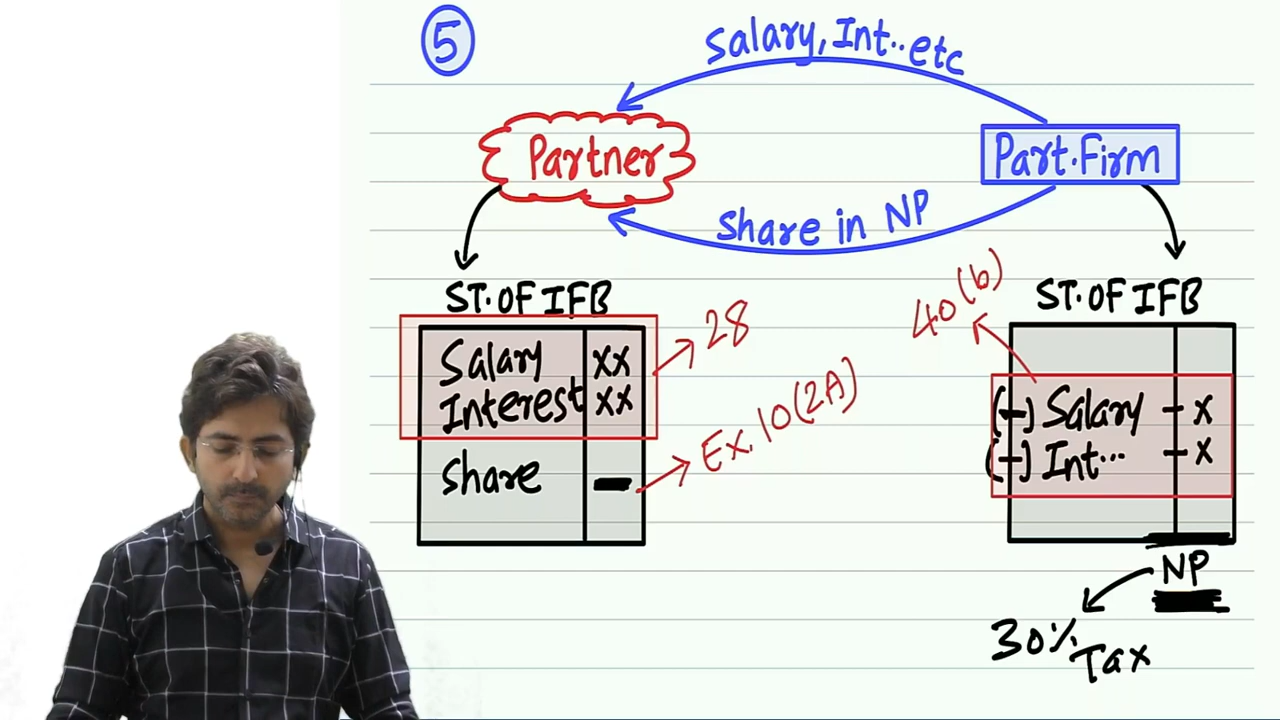 5
Salary, Int..etc
Partner
Part.Firm
Share in NP
ST.OF IFB
Salary xx
Interest xx
Share –
28
Ex.10(2A)
40(b)
ST.OF IFB
(-) Salary - x
(-) Int... - x
NP
30% Tax